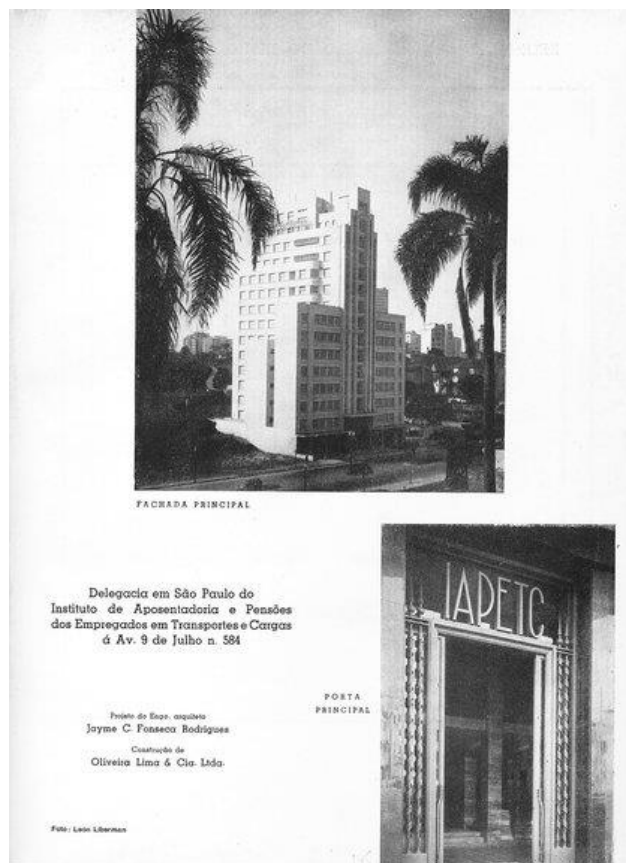 FACHADA PRINCIPAL
Delegacia em São Paulo do
Instituto de Aposentadoria e Pensões
dos Empregados em Transportes e Cargas
á Av. 9 de Julho n. 584
IAPETC
PORTA
PRINCIPAL
Projeto do Engo. arquiteto
Jayme C. Fonseca Rodrigues
Construção de
Oliveira Lima & Cia. Ltda.
Foto: León Liberman